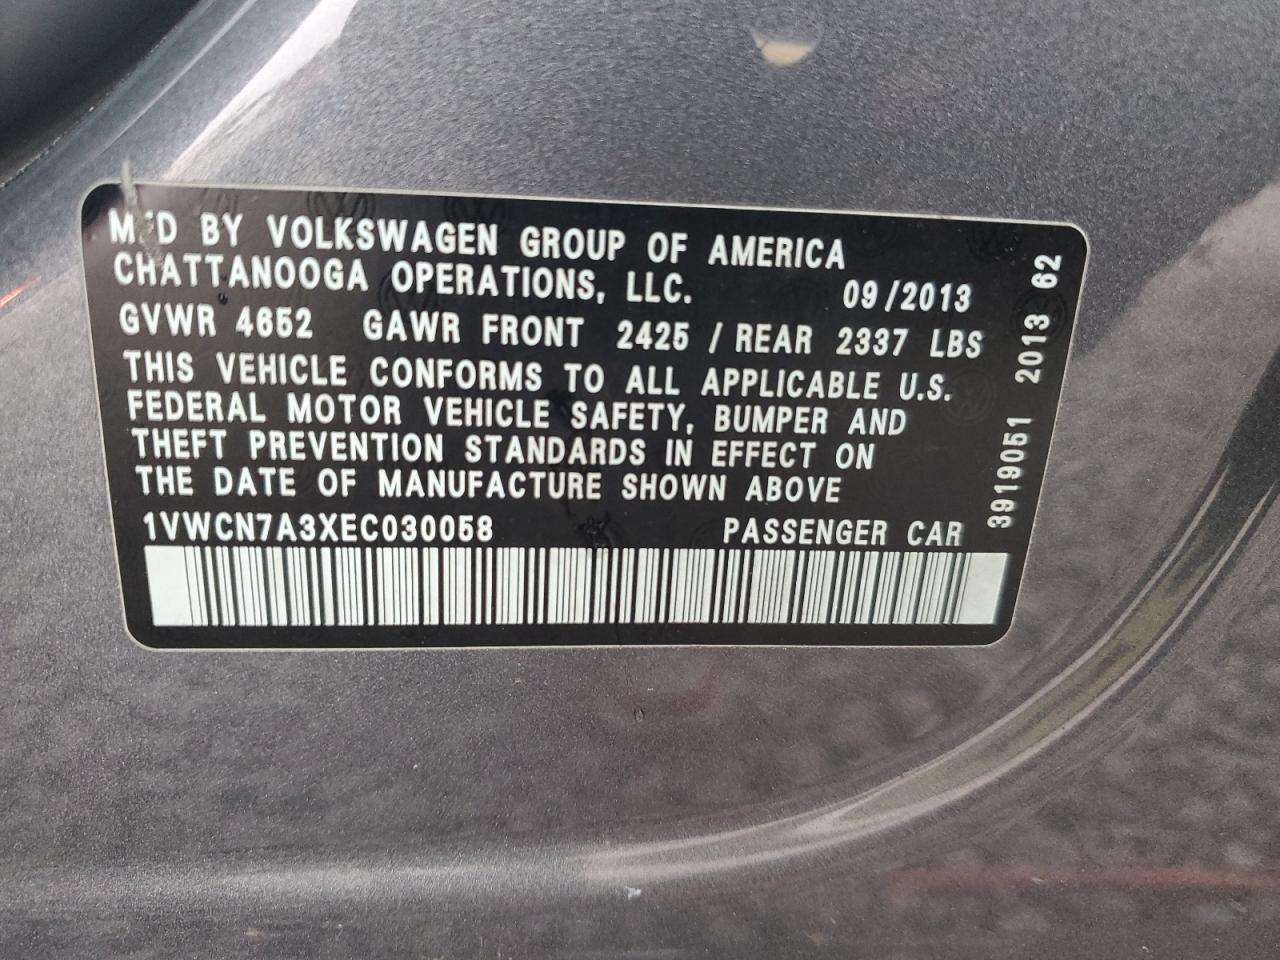 MFD BY VOLKSWAGEN GROUP OF AMERICA
CHATTANOOGA OPERATIONS, LLC. 09/2013
GVWR 4652 GAWR FRONT 2425 / REAR 2337 LBS
THIS VEHICLE CONFORMS TO ALL APPLICABLE U.S.
FEDERAL MOTOR VEHICLE SAFETY, BUMPER AND
THEFT PREVENTION STANDARDS IN EFFECT ON
THE DATE OF MANUFACTURE SHOWN ABOVE
1VWCN7A3XEC030058 PASSENGER CAR
3919051 2013 62